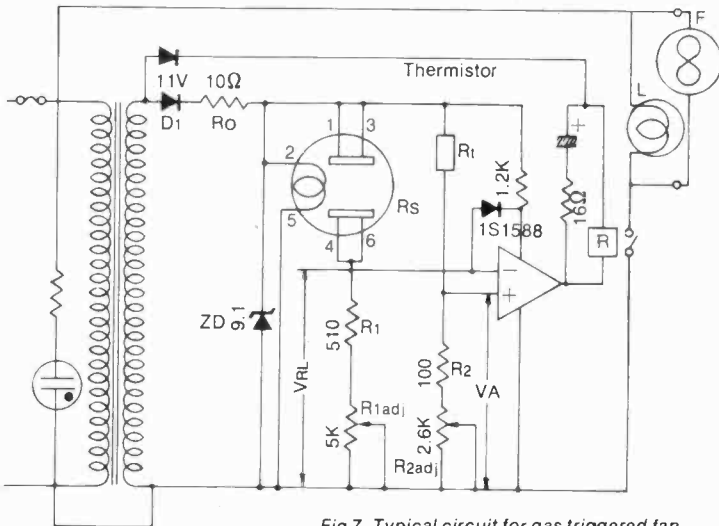 F
11V
Thermistor
10Ω
L
D1
Ro
1
3
+
2
Rt
1.2K
5
Rs
16Ω
4
6
1S1588
R
−
+
ZD
9.1
VRL
510
R1
100
R2
VA
R1adj
5K
2.6K
R2adj
Fig 7. Typical circuit for gas triggered fan